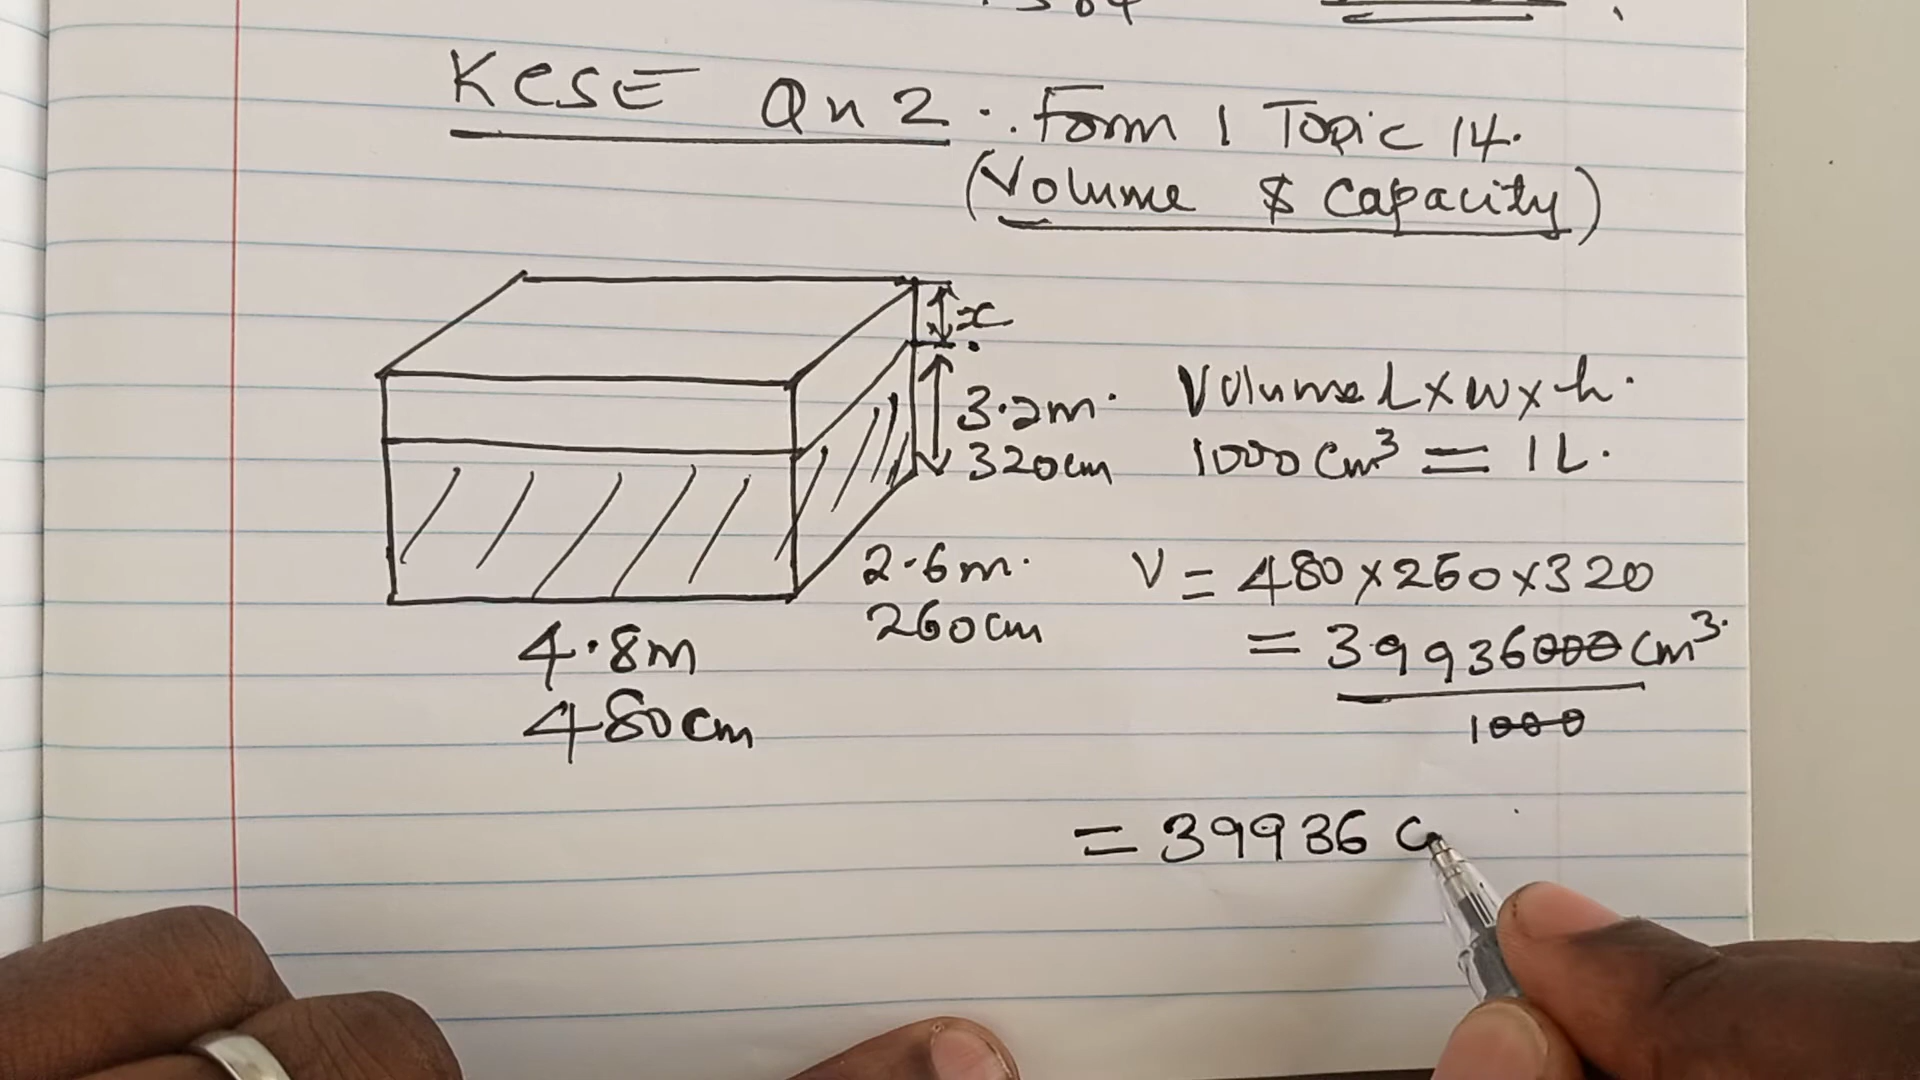 KCSE Qn 2. . Form 1 Topic 14.
(Volume $ Capacity)
x
3.2m.
320cm
Volume L x w x h.
1000 cm³ = 1L.
2.6m.
260cm
4.8m
480cm
V = 480 x 260 x 320
= 39936000 cm³.
1000
= 39936 c